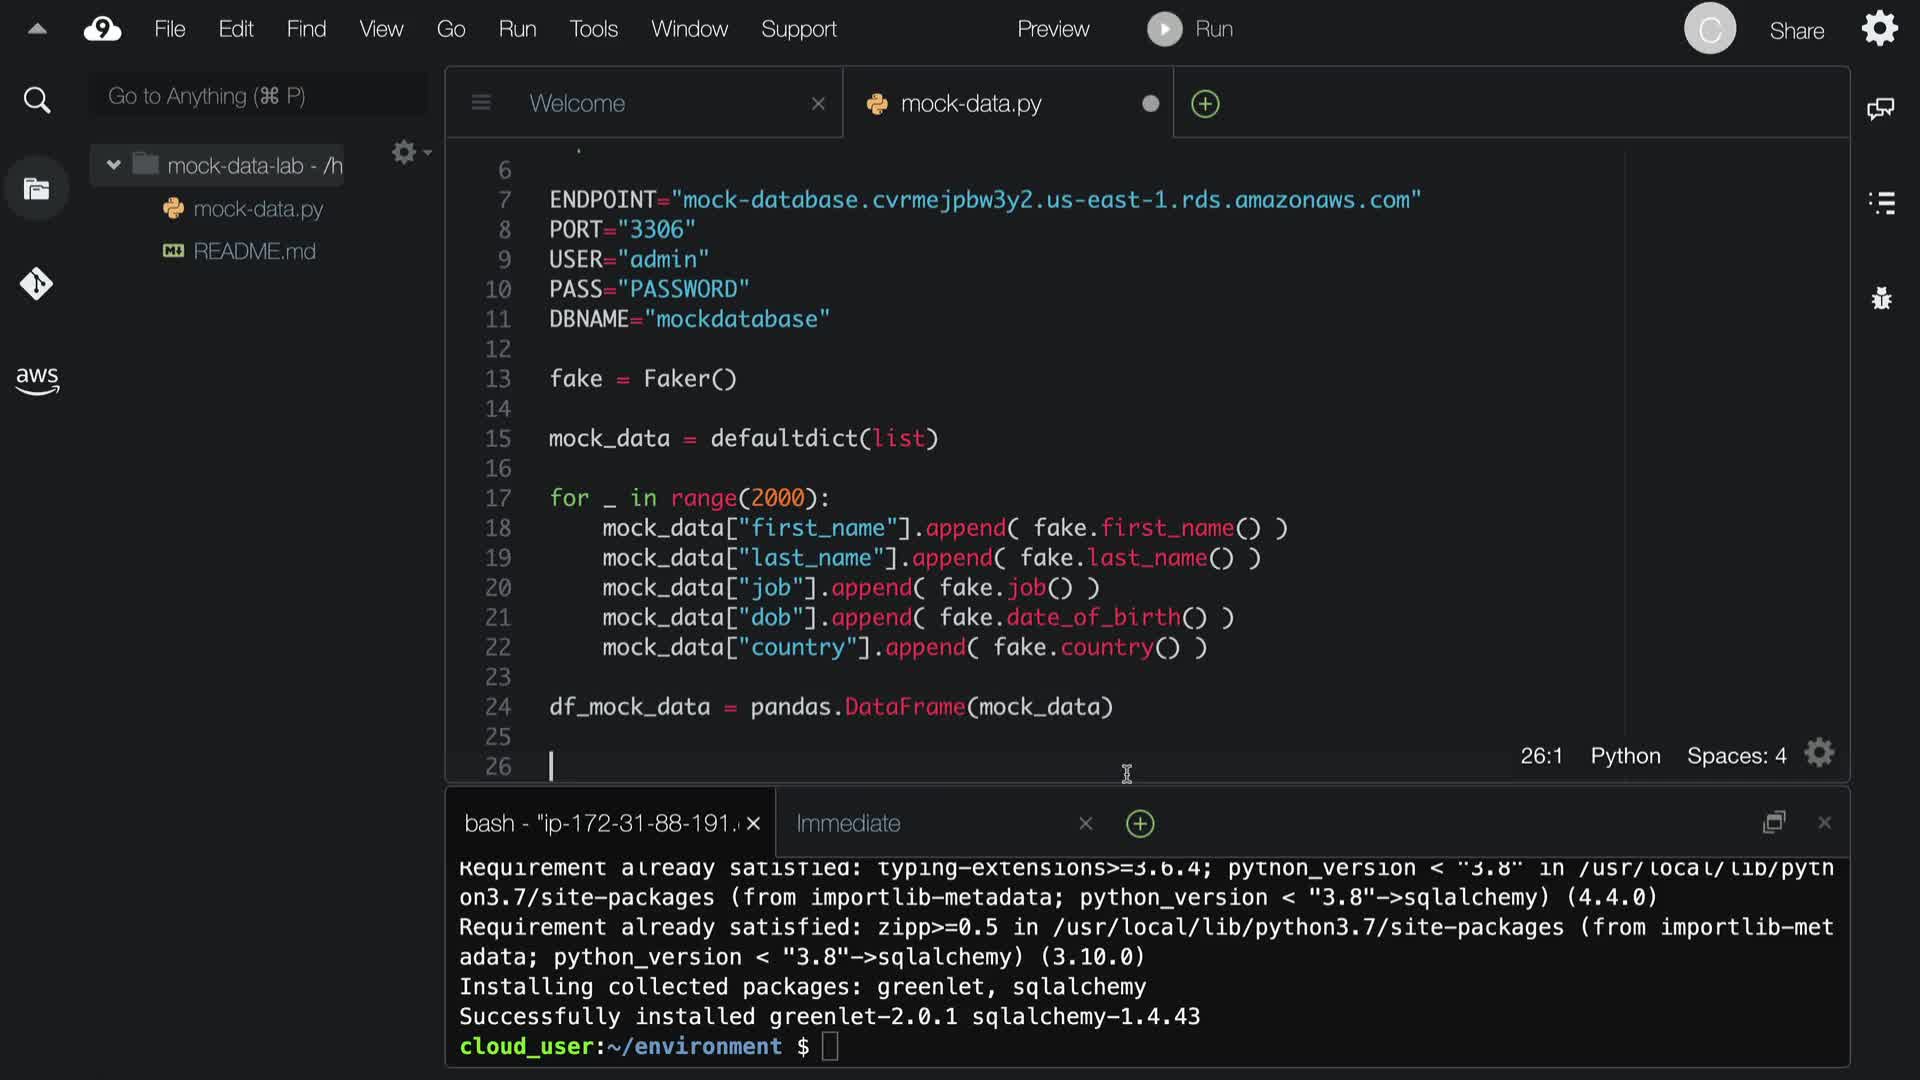 9 File Edit Find View Go Run Tools Window Support Preview Run C Share
Go to Anything (⌘ P)
Welcome mock-data.py
mock-data-lab - /h
mock-data.py
README.md
aws
6
7 ENDPOINT="mock-database.cvrmejpbw3y2.us-east-1.rds.amazonaws.com"
8 PORT="3306"
9 USER="admin"
10 PASS="PASSWORD"
11 DBNAME="mockdatabase"
12
13 fake = Faker()
14
15 mock_data = defaultdict(list)
16
17 for _ in range(2000):
18     mock_data["first_name"].append( fake.first_name() )
19     mock_data["last_name"].append( fake.last_name() )
20     mock_data["job"].append( fake.job() )
21     mock_data["dob"].append( fake.date_of_birth() )
22     mock_data["country"].append( fake.country() )
23
24 df_mock_data = pandas.DataFrame(mock_data)
25
26
26:1 Python Spaces: 4
bash - "ip-172-31-88-191. Immediate
Requirement already satisfied: typing-extensions>=3.6.4; python_version < "3.8" in /usr/local/lib/pyth
on3.7/site-packages (from importlib-metadata; python_version < "3.8"->sqlalchemy) (4.4.0)
Requirement already satisfied: zipp>=0.5 in /usr/local/lib/python3.7/site-packages (from importlib-met
adata; python_version < "3.8"->sqlalchemy) (3.10.0)
Installing collected packages: greenlet, sqlalchemy
Successfully installed greenlet-2.0.1 sqlalchemy-1.4.43
cloud_user:~/environment $